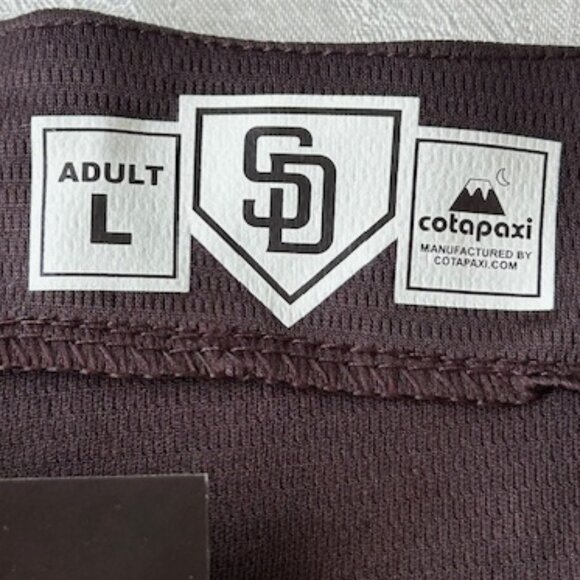 ADULT
L
SD
cotapaxi
MANUFACTURED BY
COTAPAXI.COM